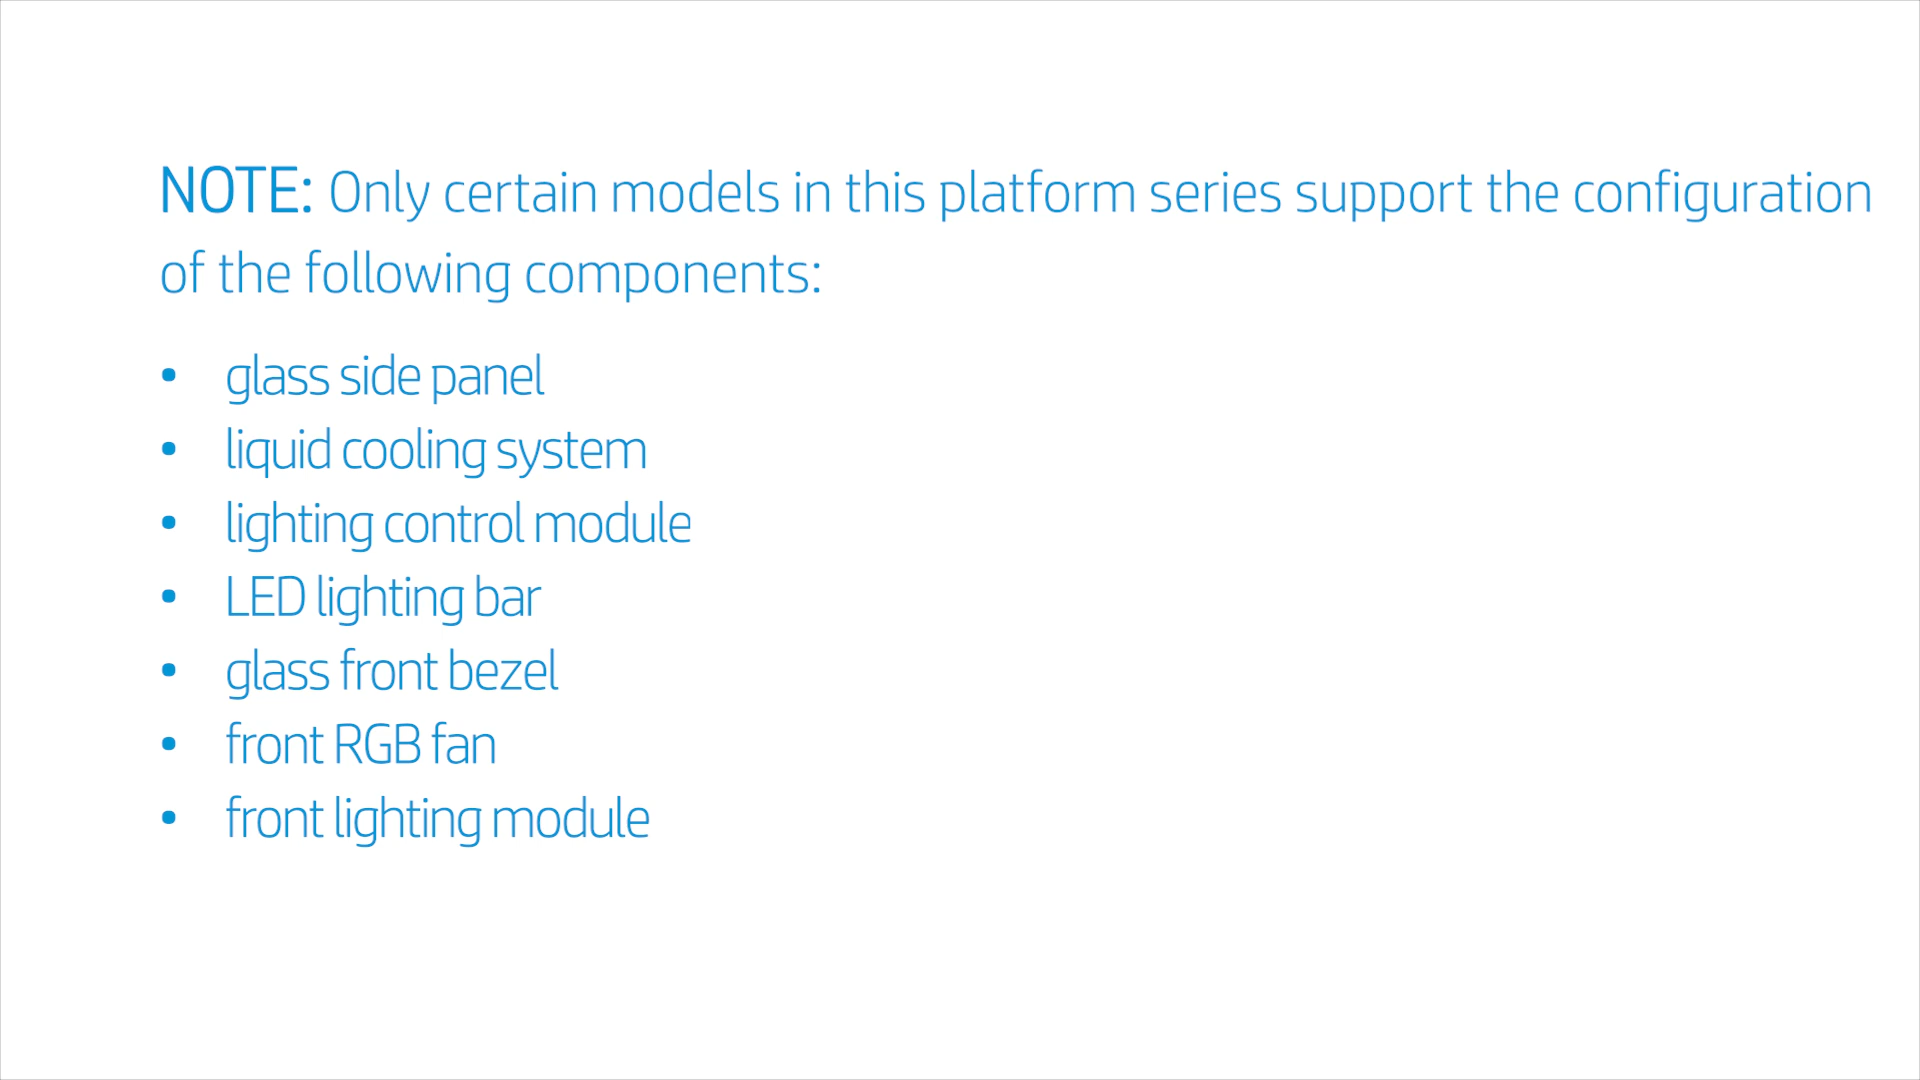 NOTE: Only certain models in this platform series support the configuration
of the following components:
• glass side panel
• liquid cooling system
• lighting control module
• LED lighting bar
• glass front bezel
• front RGB fan
• front lighting module